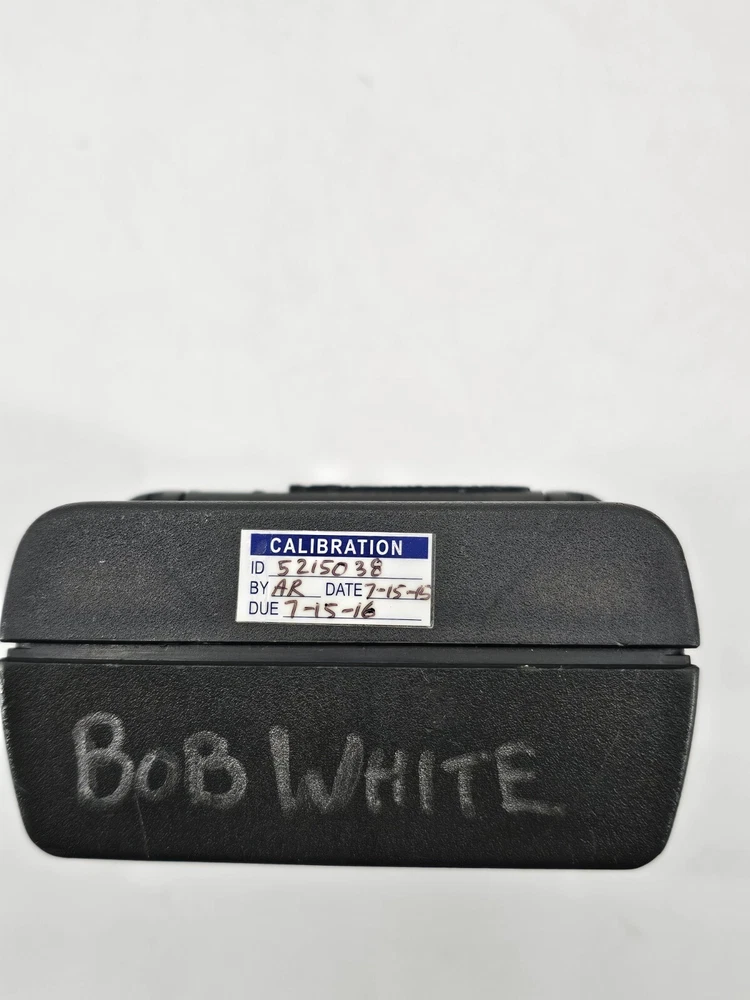 CALIBRATION
ID 5215038
BY AR DATE 7-15-15
DUE 7-15-16
BOB WHITE